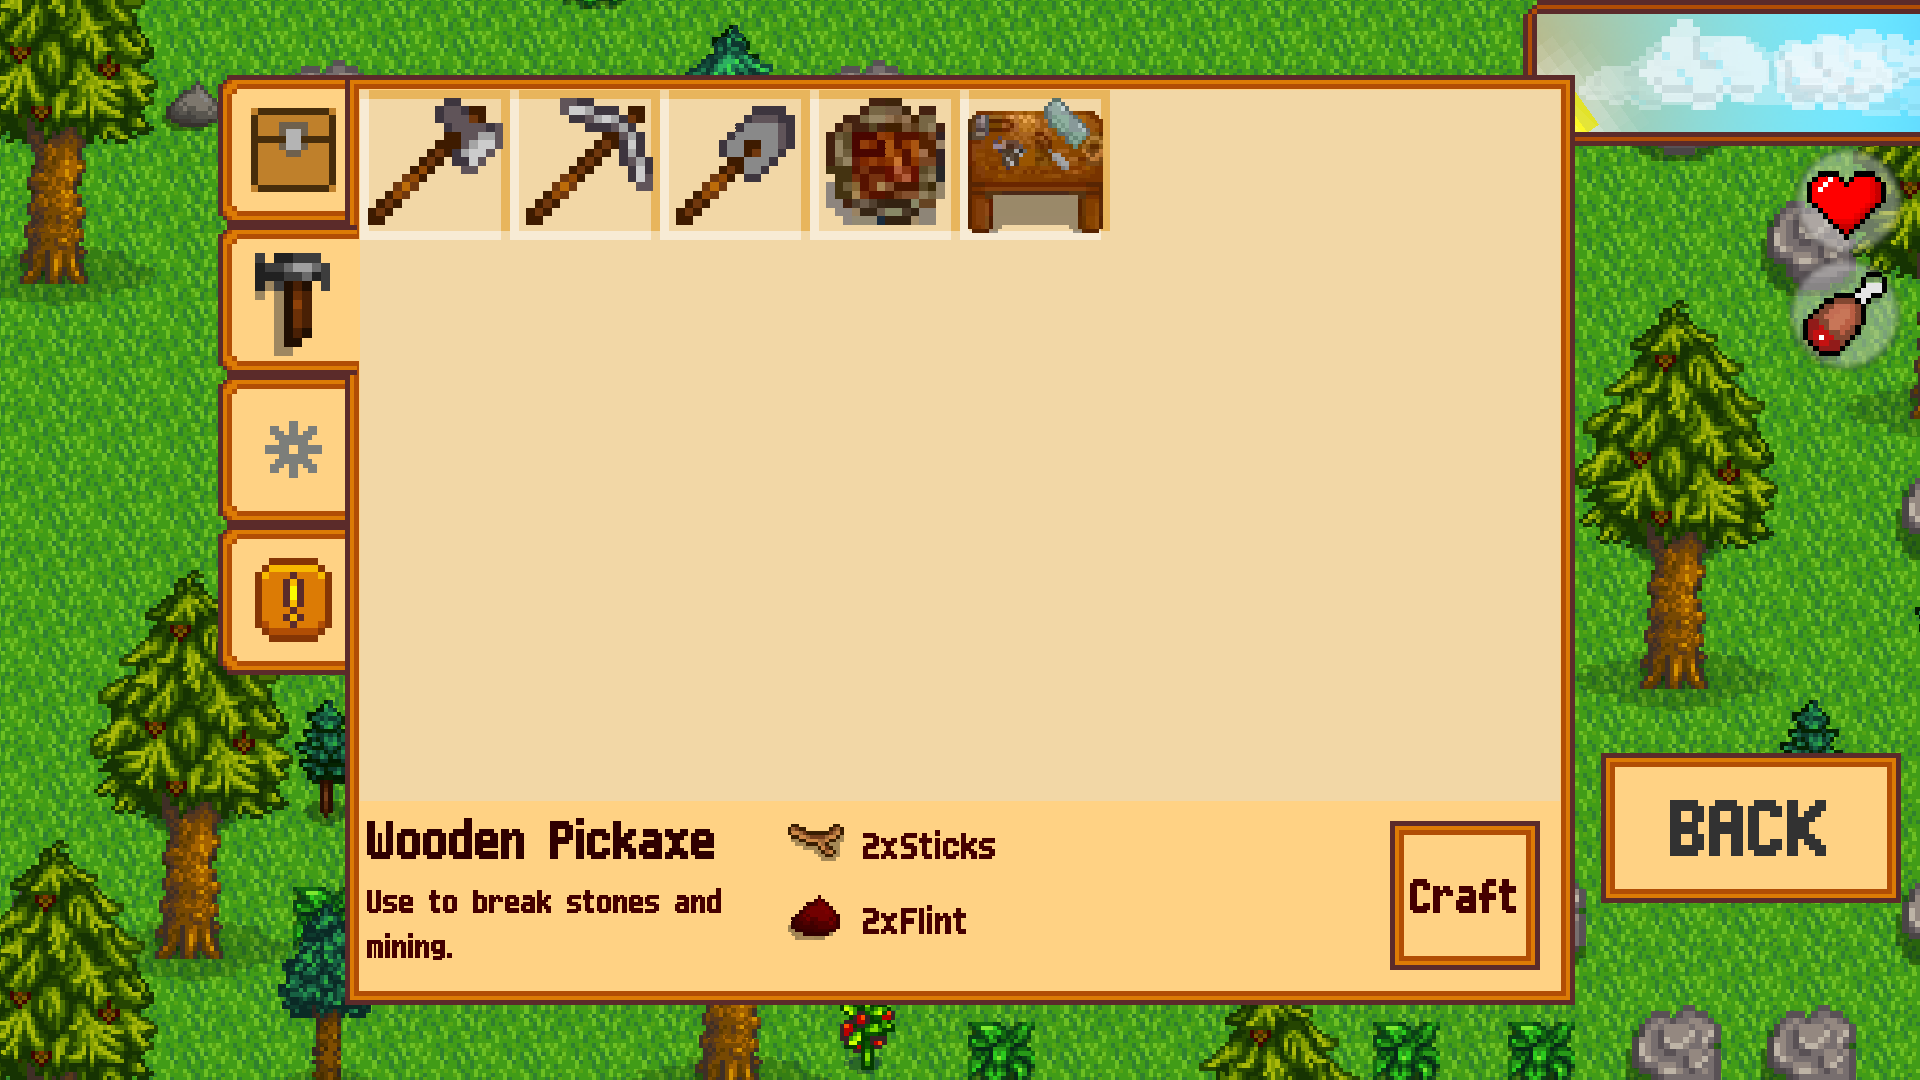 Wooden Pickaxe
Use to break stones and
mining.
2xSticks
2xFlint
Craft
BACK